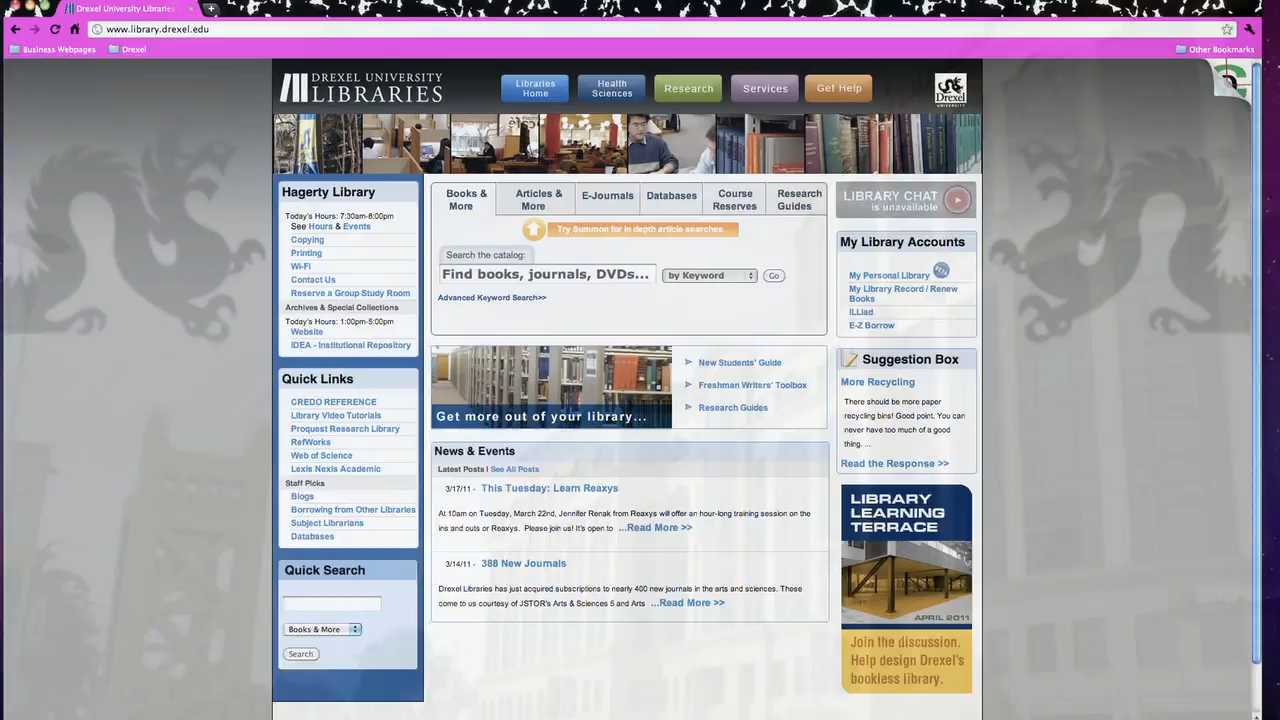 Drexel University Libraries
www.library.drexel.edu
Business Webpages
Drexel
Other Bookmarks
DREXEL UNIVERSITY
LIBRARIES
Libraries
Home
Health
Sciences
Research
Services
Get Help
Drexel
UNIVERSITY
Hagerty Library
Today's Hours: 7:30am-8:00pm
See Hours & Events
Copying
Printing
Wi-Fi
Contact Us
Reserve a Group Study Room
Archives & Special Collections
Today's Hours: 1:00pm-5:00pm
Website
iDEA - Institutional Repository
Quick Links
CREDO REFERENCE
Library Video Tutorials
Proquest Research Library
RefWorks
Web of Science
Lexis Nexis Academic
Staff Picks
Blogs
Borrowing from Other Libraries
Subject Librarians
Databases
Quick Search
Books & More
Search
Books &
More
Articles &
More
E-Journals
Databases
Course
Reserves
Research
Guides
Try Summon for in depth article searches
Search the catalog:
Find books, journals, DVDs...
by Keyword
Go
Advanced Keyword Search>>
Get more out of your library...
New Students' Guide
Freshman Writers' Toolbox
Research Guides
News & Events
Latest Posts | See All Posts
3/17/11 - This Tuesday: Learn Reaxys
At 10am on Tuesday, March 22nd, Jennifer Renak from Reaxys will offer an hour-long training session on the
ins and outs or Reaxys. Please join us! It's open to ...Read More >>
3/14/11 - 388 New Journals
Drexel Libraries has just acquired subscriptions to nearly 400 new journals in the arts and sciences. These
come to us courtesy of JSTOR's Arts & Sciences 5 and Arts ...Read More >>
LIBRARY CHAT
is unavailable
My Library Accounts
My Personal Library
My Library Record / Renew
Books
ILLiad
E-Z Borrow
Suggestion Box
More Recycling
There should be more paper
recycling bins! Good point. You can
never have too much of a good
thing. ...
Read the Response >>
LIBRARY
LEARNING
TERRACE
APRIL 2011
Join the discussion.
Help design Drexel's
bookless library.